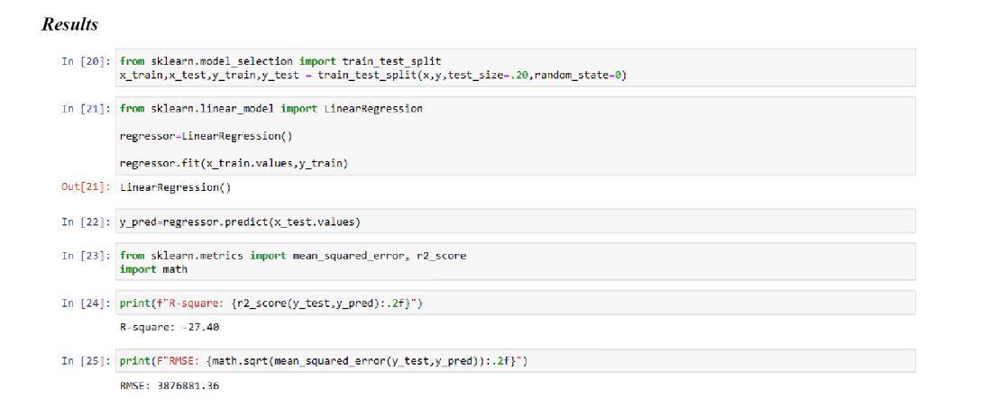 Results
In [20]: from sklearn.model_selection import train_test_split
x_train,x_test,y_train,y_test = train_test_split(x,y,test_size=.20,random_state=0)
In [21]: from sklearn.linear_model import LinearRegression
regressor=LinearRegression()
regressor.fit(x_train.values,y_train)
Out[21]: LinearRegression()
In [22]: y_pred=regressor.predict(x_test.values)
In [23]: from sklearn.metrics import mean_squared_error, r2_score
import math
In [24]: print(f"R-square: {r2_score(y_test,y_pred):.2f}")
R-square: -27.40
In [25]: print(F"RMSE: {math.sqrt(mean_squared_error(y_test,y_pred)):.2f}")
RMSE: 3876881.36